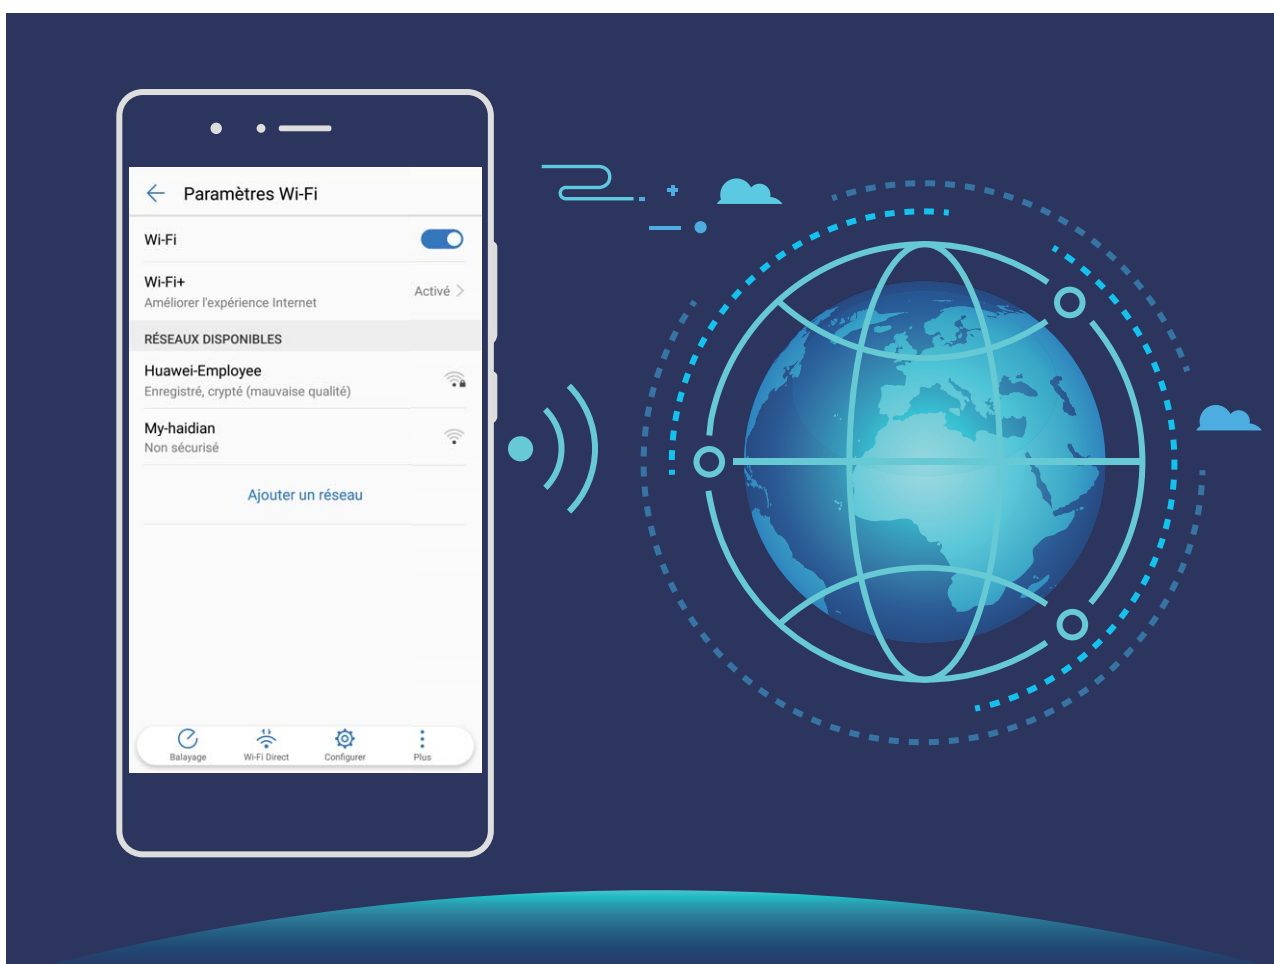 Paramètres Wi-Fi
Wi-Fi
Wi-Fi+
Améliorer l'expérience Internet
Activé
RÉSEAUX DISPONIBLES
Huawei-Employee
Enregistré, crypté (mauvaise qualité)
My-haidian
Non sécurisé
Ajouter un réseau
Balayage
Wi-Fi Direct
Configurer
Plus